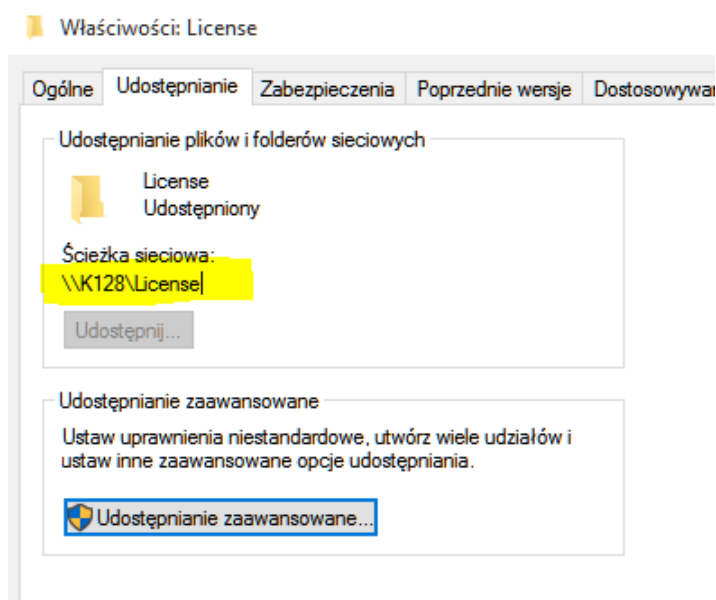 Właściwości: License
Ogólne Udostępnianie Zabezpieczenia Poprzednie wersje
Udostępnianie plików i folderów sieciowych
License
Udostępniony
Ścieżka sieciowa:
\\K128\License
Udostępnij...
Udostępnianie zaawansowane
Ustaw uprawnienia niestandardowe, utwórz wiele udziałów i
ustaw inne zaawansowane opcje udostępniania.
Udostępnianie zaawansowane...